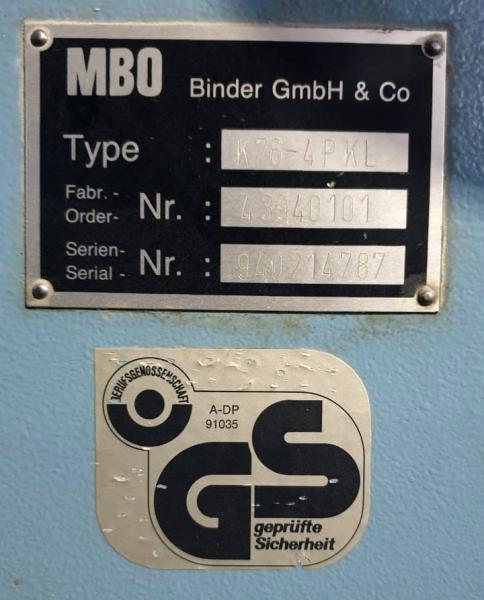 MBO Binder GmbH & Co
Type : K76-4PKL
Fabr.-
Order- Nr. : 43940101
Serien-
Serial - Nr. : 940214787
BERUFSGENOSSENSCHAFT
A-DP
91035
GS
geprüfte
Sicherheit